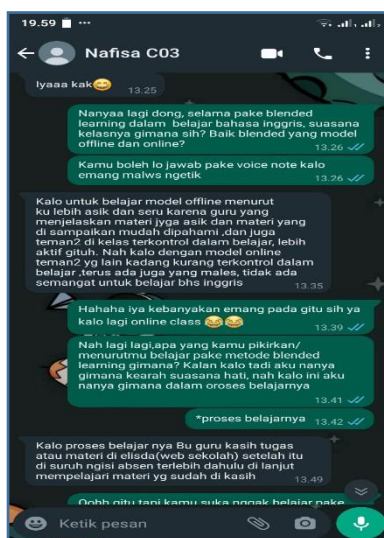 19.59
Nafisa C03
Iyaaa kak😂 13.25
Nanyaa lagi dong, selama pake blended
learning dalam belajar bahasa inggris, suasana
kelasnya gimana sih? Baik blended yang model
offline dan online? 13.26
Kamu boleh lo jawab pake voice note kalo
emang malws ngetik 13.26
Kalo untuk belajar model offline menurut
ku lebih asik dan seru karena guru yang
menjelaskan materi jyga asik dan materi yang
di sampaikan mudah dipahami ,dan juga
teman2 di kelas terkontrol dalam belajar, lebih
aktif gituh. Nah kalo dengan model online
teman2 yg lain kadang kurang terkontrol dalam
belajar ,terus ada juga yang males, tidak ada
semangat untuk belajar bhs inggris 13.35
Hahaha iya kebanyakan emang pada gitu sih ya
kalo lagi online class 😂😂 13.39
Nah lagi lagi,apa yang kamu pikirkan/
menurutmu belajar pake metode blended
learning gimana? Kalan kalo tadi aku nanya
gimana kearah suasana hati, nah kalo ini aku
nanya gimana dalam oroses belajarnya
13.41
*proses belajarnya 13.42
Kalo proses belajar nya Bu guru kasih tugas
atau materi di elisda(web sekolah) setelah itu
di suruh ngisi absen terlebih dahulu di lanjut
mempelajari materi yg sudah di kasih
13.49
Oohh gitu tapi kamu suka nggak belajar pake
Ketik pesan